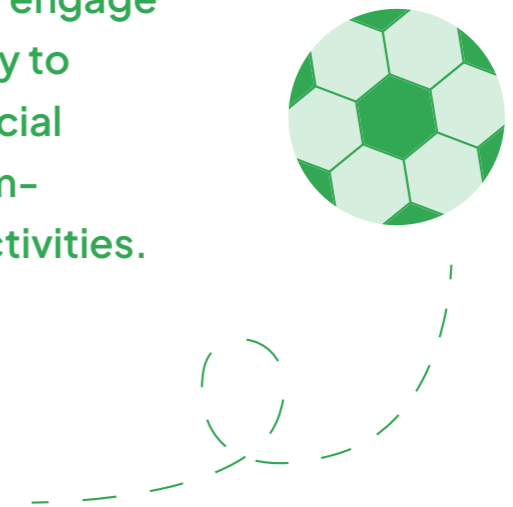 engage
y to
cial
m-
ctivities.